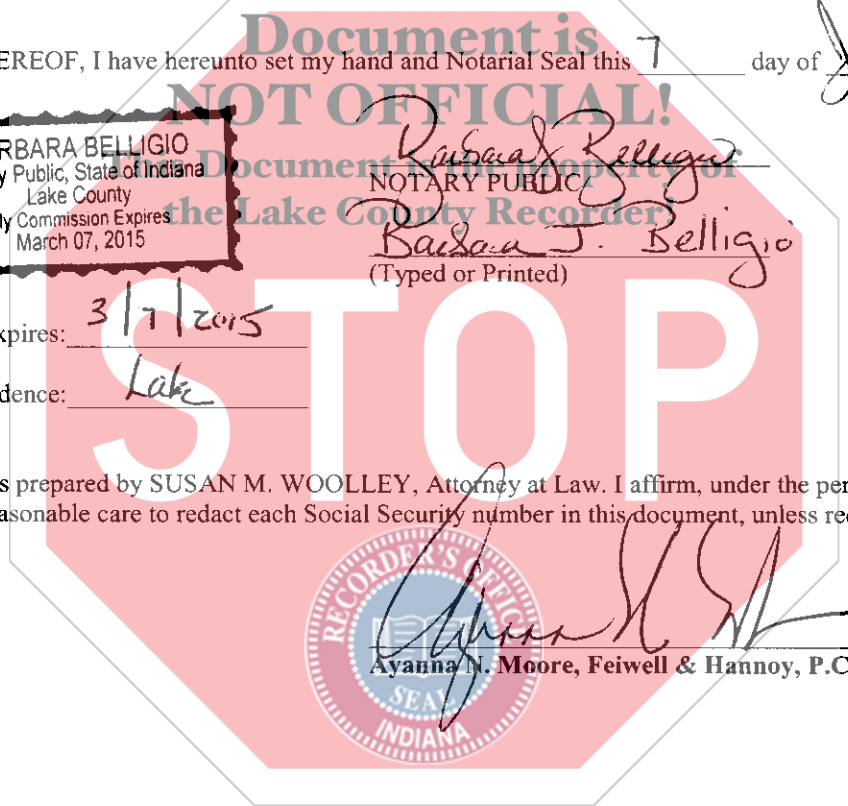 Document is
EREOF, I have hereunto set my hand and Notarial Seal this 7 day of
NOT OFFICIAL!
RBARA BELLIGIO
y Public, State of Indiana
Lake County
ly Commission Expires
March 07, 2015
This Document is the property of
the Lake County Recorder!
Barbara J Belligio
NOTARY PUBLIC
Barbara J. Belligio
(Typed or Printed)
xpires: 3/7/2015
dence: Lake
STOP
s prepared by SUSAN M. WOOLLEY, Attorney at Law. I affirm, under the per
asonable care to redact each Social Security number in this document, unless re
RECORDER'S OFFICE
SEAL
INDIANA
Ayanna N. Moore, Feiwell & Hannoy, P.C